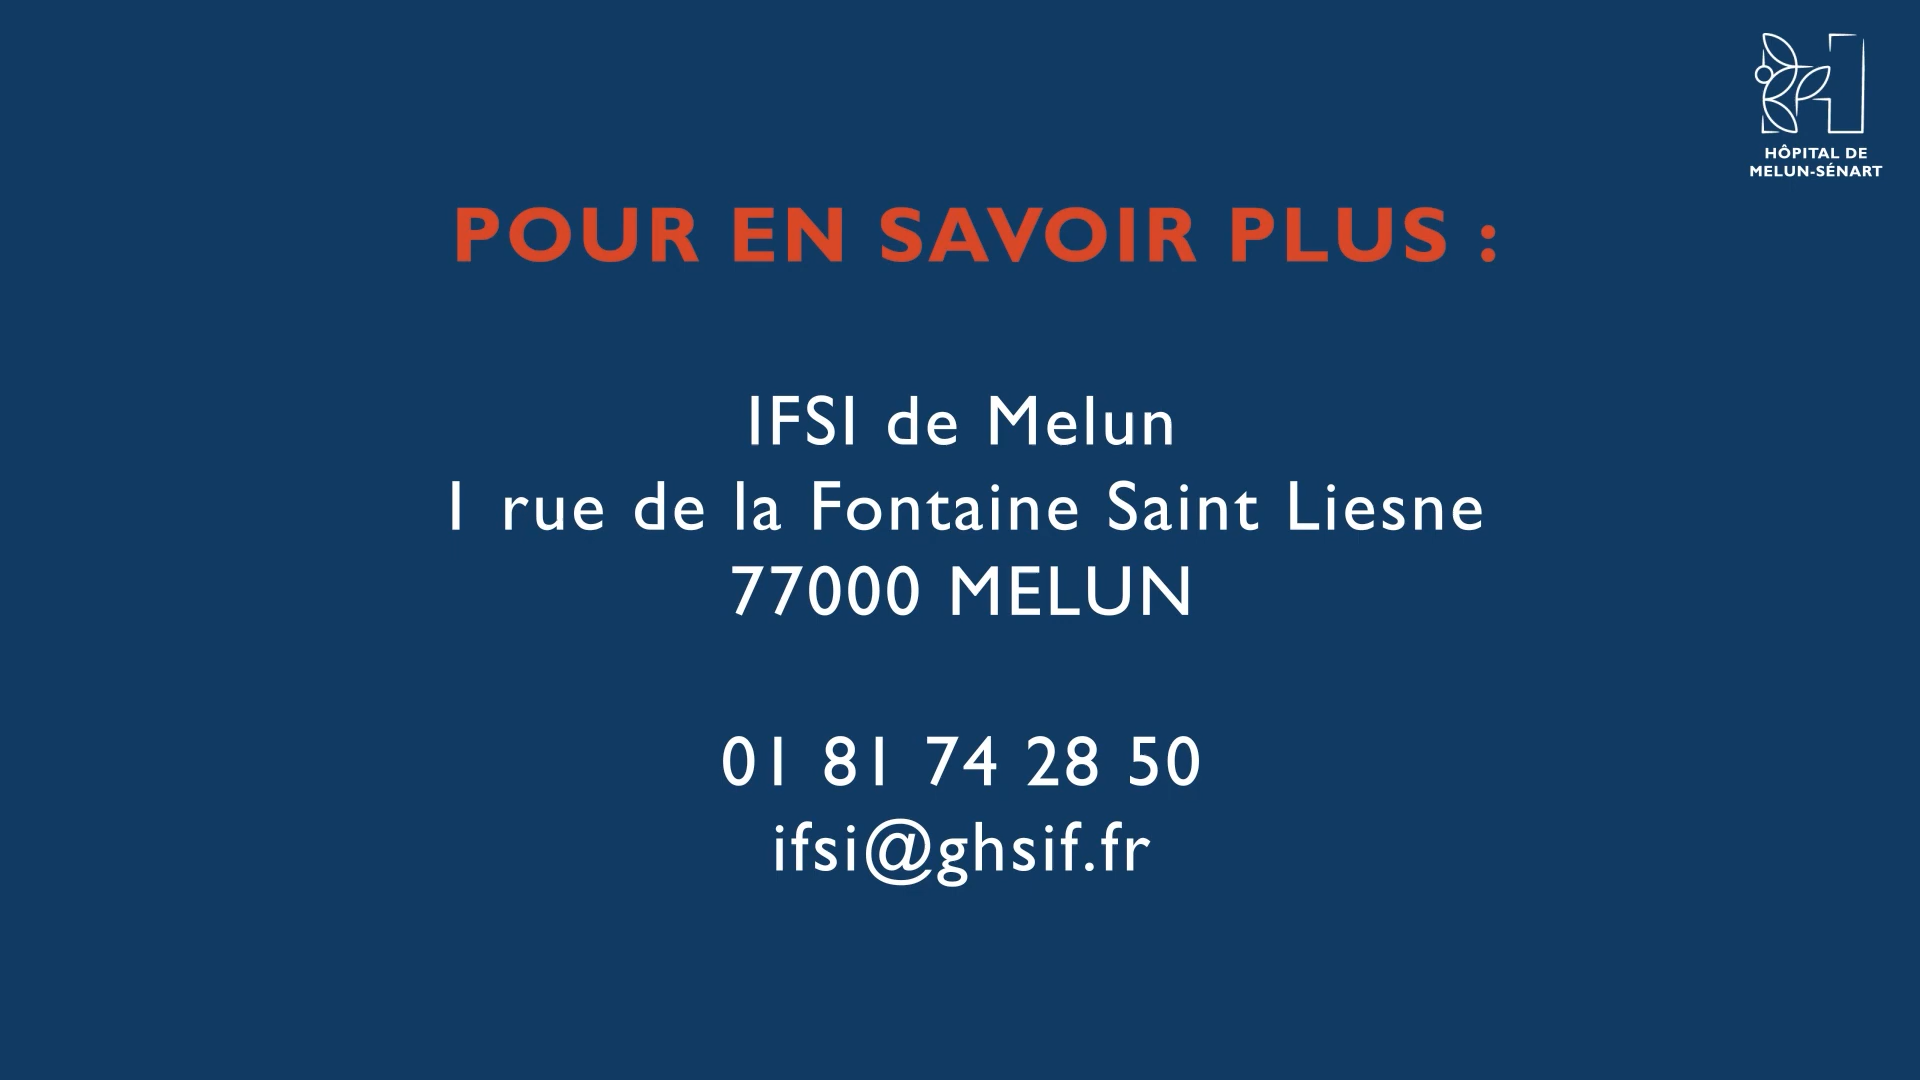 HÔPITAL DE
MELUN-SÉNART
POUR EN SAVOIR PLUS :
IFSI de Melun
1 rue de la Fontaine Saint Liesne
77000 MELUN
01 81 74 28 50
ifsi@ghsif.fr